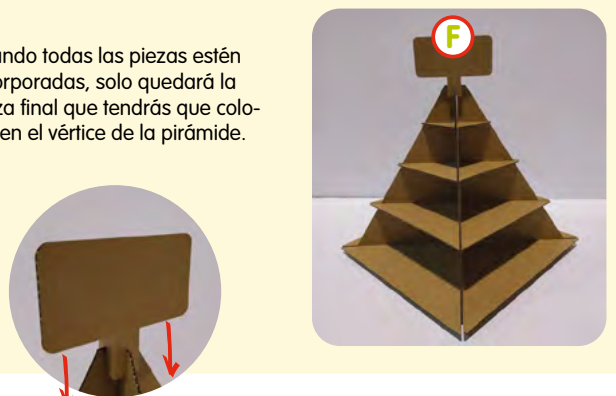 ndo todas las piezas estén
orporadas, solo quedará la
za final que tendrás que colo-
en el vértice de la pirámide.
F